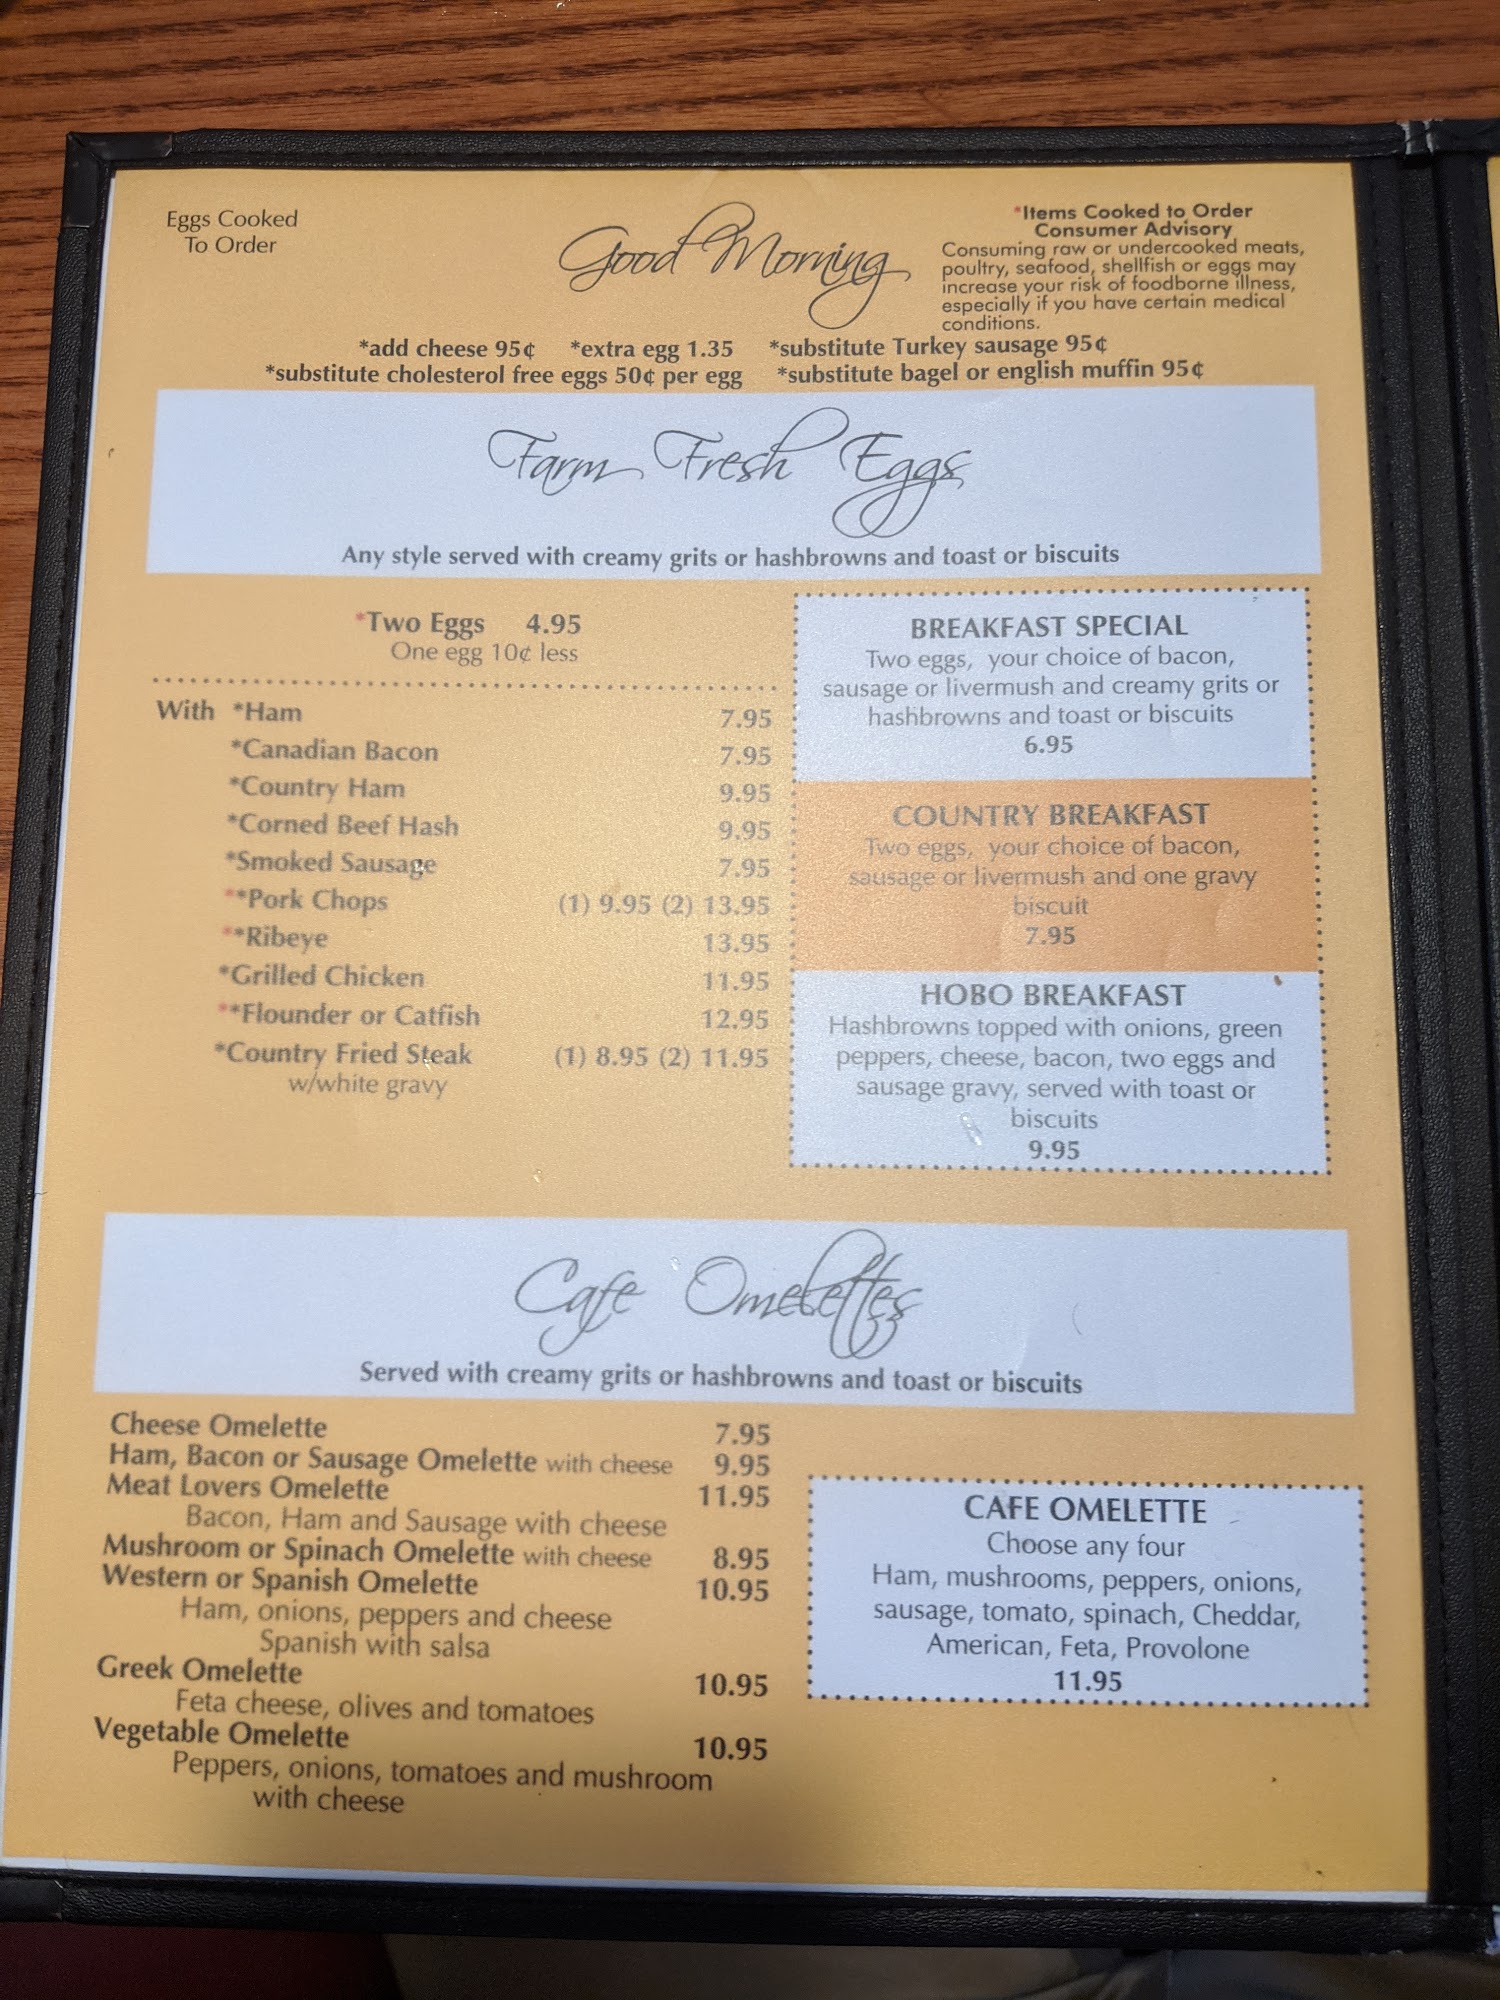 Eggs Cooked
To Order
Good Morning
*Items Cooked to Order
Consumer Advisory
Consuming raw or undercooked meats,
poultry, seafood, shellfish or eggs may
increase your risk of foodborne illness,
especially if you have certain medical
conditions.
*add cheese 95¢ *extra egg 1.35 *substitute Turkey sausage 95¢
*substitute cholesterol free eggs 50¢ per egg *substitute bagel or english muffin 95¢
Farm Fresh Eggs
Any style served with creamy grits or hashbrowns and toast or biscuits
*Two Eggs 4.95
One egg 10¢ less
With *Ham 7.95
*Canadian Bacon 7.95
*Country Ham 9.95
*Corned Beef Hash 9.95
*Smoked Sausage 7.95
**Pork Chops (1) 9.95 (2) 13.95
**Ribeye 13.95
*Grilled Chicken 11.95
**Flounder or Catfish 12.95
*Country Fried Steak (1) 8.95 (2) 11.95
w/white gravy
BREAKFAST SPECIAL
Two eggs, your choice of bacon,
sausage or livermush and creamy grits or
hashbrowns and toast or biscuits
6.95
COUNTRY BREAKFAST
Two eggs, your choice of bacon,
sausage or livermush and one gravy
biscuit
7.95
HOBO BREAKFAST
Hashbrowns topped with onions, green
peppers, cheese, bacon, two eggs and
sausage gravy, served with toast or
biscuits
9.95
Cafe Omelettes
Served with creamy grits or hashbrowns and toast or biscuits
Cheese Omelette 7.95
Ham, Bacon or Sausage Omelette with cheese 9.95
Meat Lovers Omelette 11.95
Bacon, Ham and Sausage with cheese
Mushroom or Spinach Omelette with cheese 8.95
Western or Spanish Omelette 10.95
Ham, onions, peppers and cheese
Spanish with salsa
Greek Omelette 10.95
Feta cheese, olives and tomatoes
Vegetable Omelette 10.95
Peppers, onions, tomatoes and mushroom
with cheese
CAFE OMELETTE
Choose any four
Ham, mushrooms, peppers, onions,
sausage, tomato, spinach, Cheddar,
American, Feta, Provolone
11.95